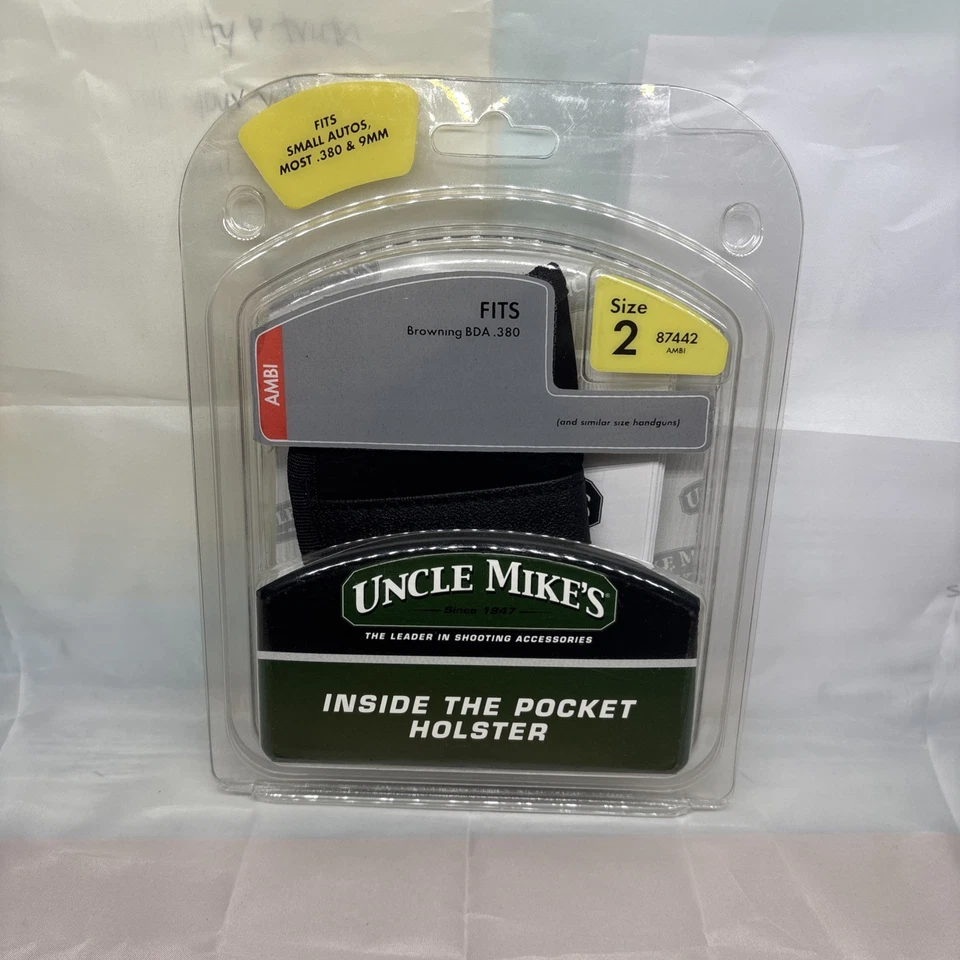 FITS
SMALL AUTOS,
MOST .380 & 9MM
FITS
Browning BDA .380
Size
2 87442
AMBI
AMBI
(and similar size handguns)
UNCLE MIKE'S®
Since 1947
THE LEADER IN SHOOTING ACCESSORIES
INSIDE THE POCKET
HOLSTER